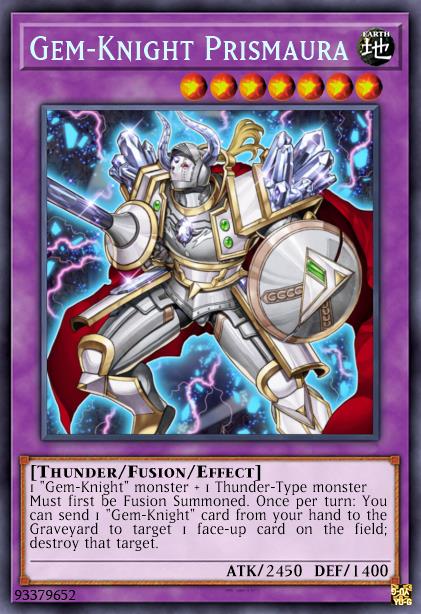 Gem-Knight Prismaura
EARTH
地
[Thunder/Fusion/Effect]
1 "Gem-Knight" monster + 1 Thunder-Type monster
Must first be Fusion Summoned. Once per turn: You
can send 1 "Gem-Knight" card from your hand to the
Graveyard to target 1 face-up card on the field;
destroy that target.
ATK/2450 DEF/1400
93379652